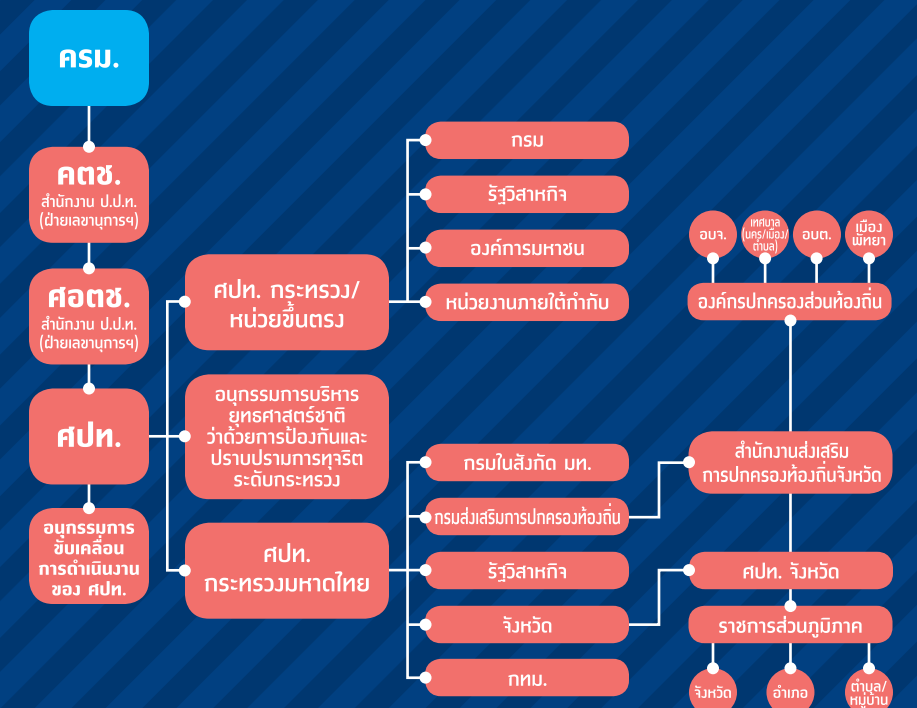 ครม.
คตช.
สำนักงาน ป.ป.ท.
(ฝ่ายเลขานุการฯ)
ศอตช.
สำนักงาน ป.ป.ท.
(ฝ่ายเลขานุการฯ)
ศปท.
อนุกรรมการ
ขับเคลื่อน
การดำเนินงาน
ของ ศปท.
ศปท. กระทรวง/
หน่วยขึ้นตรง
อนุกรรมการบริหาร
ยุทธศาสตร์ชาติ
ว่าด้วยการป้องกันและ
ปราบปรามการทุจริต
ระดับกระทรวง
ศปท.
กระทรวงมหาดไทย
กรม
รัฐวิสาหกิจ
องค์การมหาชน
หน่วยงานภายใต้กำกับ
กรมในสังกัด มท.
กรมส่งเสริมการปกครองท้องถิ่น
รัฐวิสาหกิจ
จังหวัด
กทม.
อบจ.
เทศบาล
(นคร/เมือง/
ตำบล)
อบต.
เมือง
พัทยา
องค์กรปกครองส่วนท้องถิ่น
สำนักงานส่งเสริม
การปกครองท้องถิ่นจังหวัด
ศปท. จังหวัด
ราชการส่วนภูมิภาค
จังหวัด
อำเภอ
ตำบล/
หมู่บ้าน